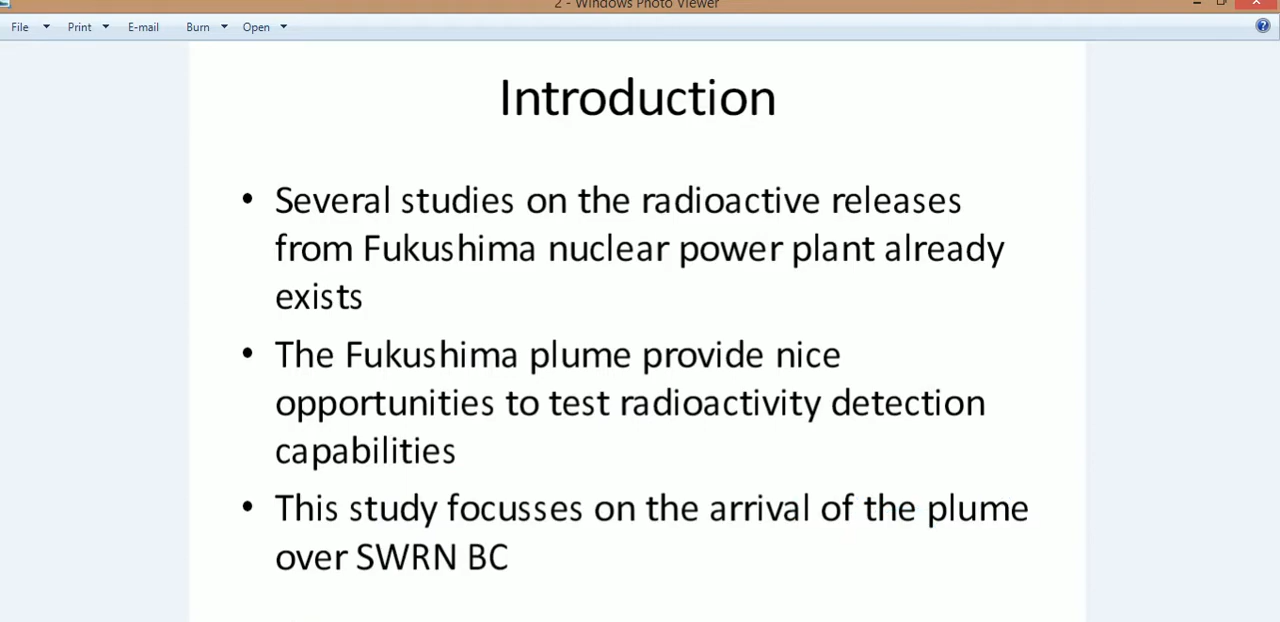 2 - Windows Photo Viewer
File Print E-mail Burn Open
Introduction
• Several studies on the radioactive releases
from Fukushima nuclear power plant already
exists
• The Fukushima plume provide nice
opportunities to test radioactivity detection
capabilities
• This study focusses on the arrival of the plume
over SWRN BC